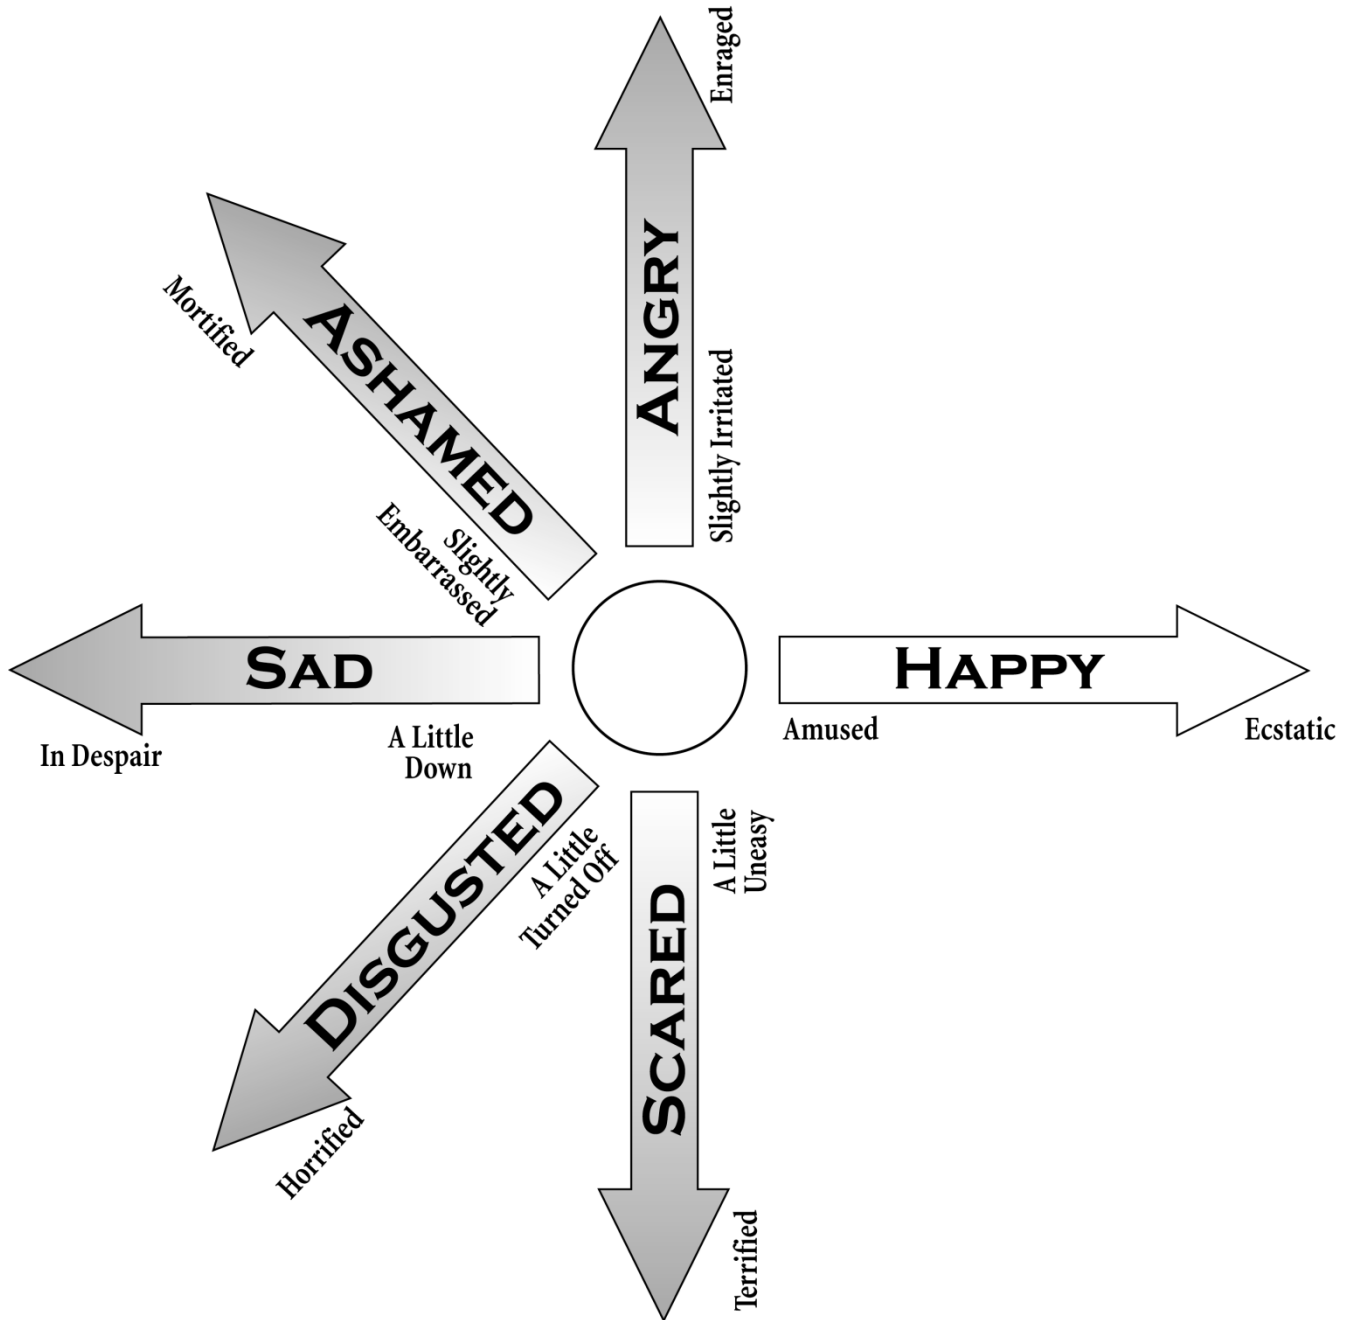 Enraged
ANGRY
Slightly Irritated
Mortified
ASHAMED
Slightly
Embarrassed
SAD
In Despair
A Little
Down
HAPPY
Amused
Ecstatic
DISGUSTED
A Little
Turned Off
Horrified
SCARED
A Little
Uneasy
Terrified